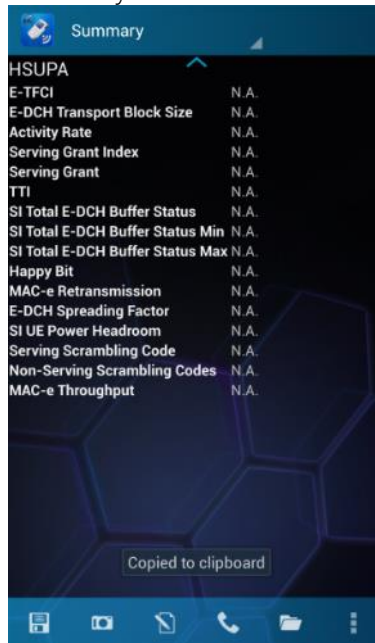 Summary
HSUPA
E-TFCI N.A.
E-DCH Transport Block Size N.A.
Activity Rate N.A.
Serving Grant Index N.A.
Serving Grant N.A.
TTI N.A.
SI Total E-DCH Buffer Status N.A.
SI Total E-DCH Buffer Status Min N.A.
SI Total E-DCH Buffer Status Max N.A.
Happy Bit N.A.
MAC-e Retransmission N.A.
E-DCH Spreading Factor N.A.
SI UE Power Headroom N.A.
Serving Scrambling Code N.A.
Non-Serving Scrambling Codes N.A.
MAC-e Throughput N.A.
Copied to clipboard